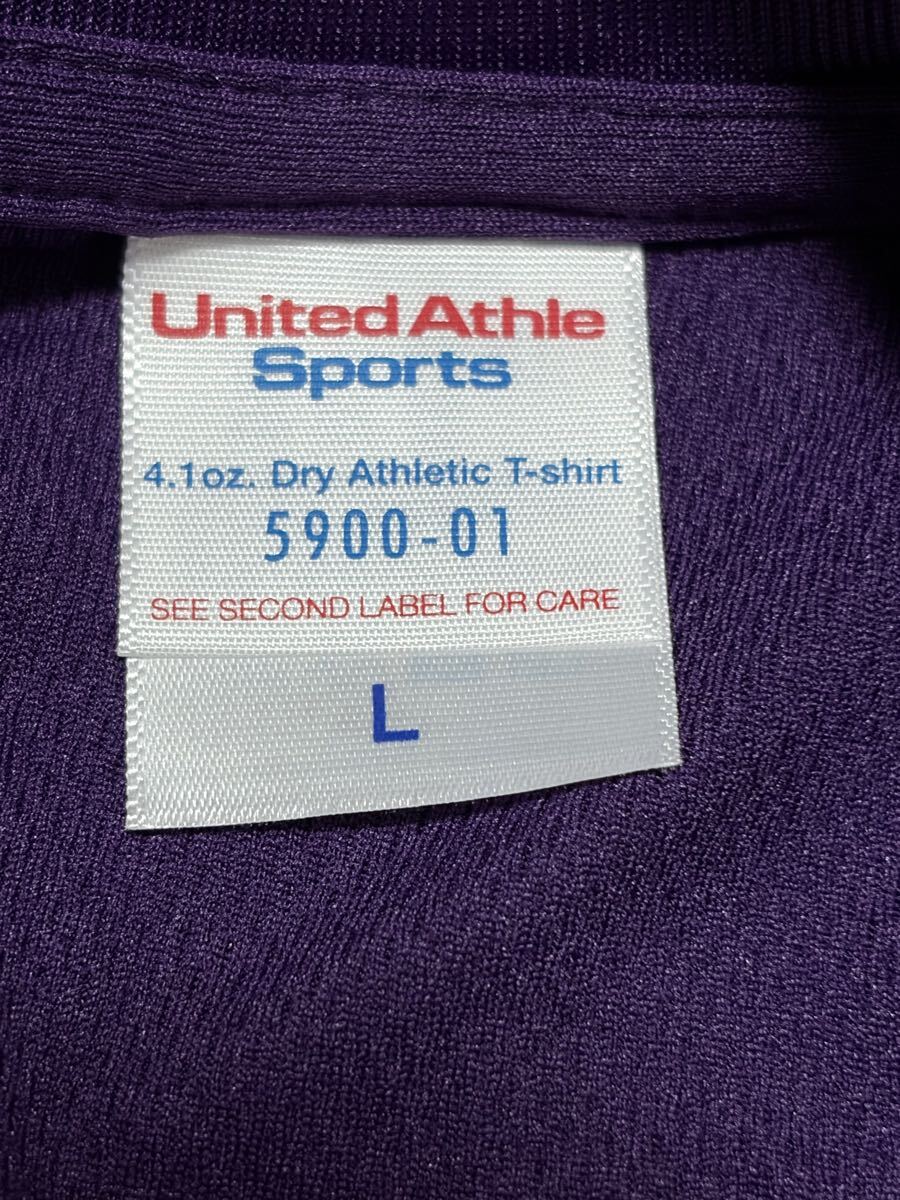 United Athle
Sports
4.1oz. Dry Athletic T-shirt
5900-01
SEE SECOND LABEL FOR CARE
L